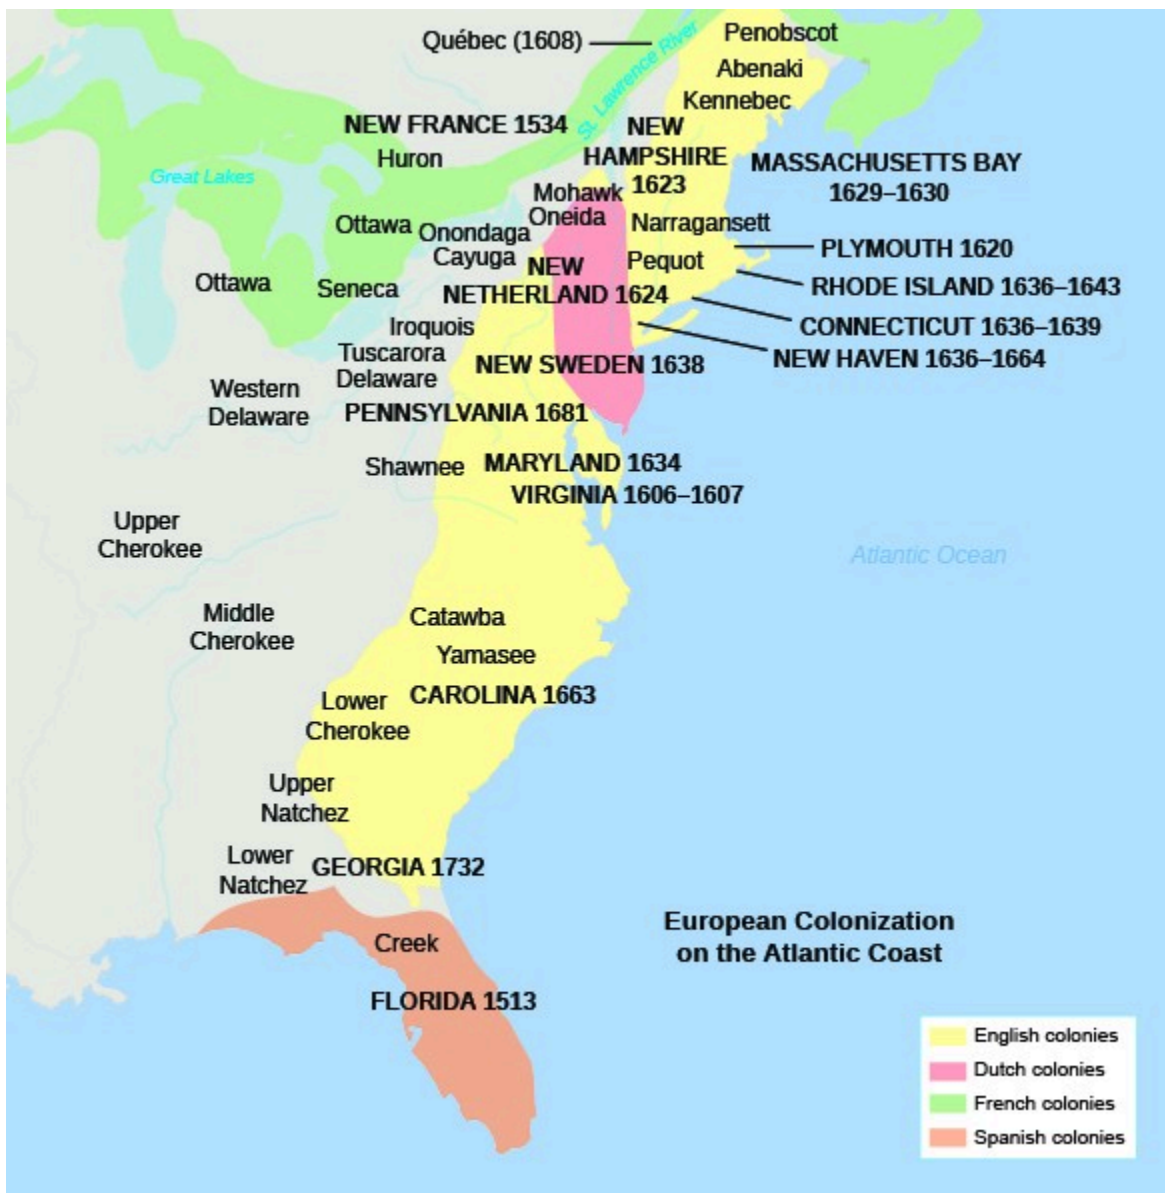 Québec (1608)
Penobscot
Abenaki
Kennebec
St. Lawrence River
NEW FRANCE 1534
Huron
Great Lakes
NEW
HAMPSHIRE
1623
MASSACHUSETTS BAY
1629–1630
Mohawk
Oneida
Ottawa
Onondaga
Cayuga
Narragansett
PLYMOUTH 1620
Pequot
NEW
NETHERLAND 1624
Ottawa
Seneca
RHODE ISLAND 1636–1643
Iroquois
CONNECTICUT 1636–1639
Tuscarora
Delaware
NEW SWEDEN 1638
NEW HAVEN 1636–1664
Western
Delaware
PENNSYLVANIA 1681
Shawnee
MARYLAND 1634
VIRGINIA 1606–1607
Upper
Cherokee
Atlantic Ocean
Middle
Cherokee
Catawba
Yamasee
CAROLINA 1663
Lower
Cherokee
Upper
Natchez
Lower
Natchez
GEORGIA 1732
Creek
FLORIDA 1513
European Colonization
on the Atlantic Coast
English colonies
Dutch colonies
French colonies
Spanish colonies